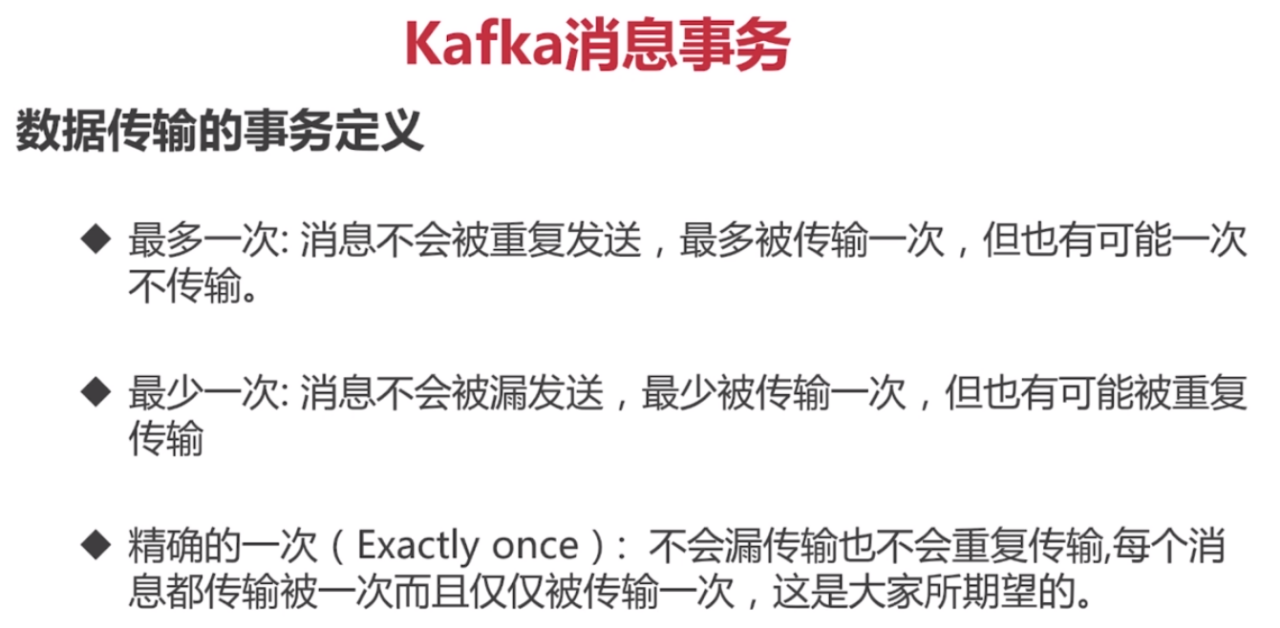 Kafka消息事务
数据传输的事务定义
◆ 最多一次: 消息不会被重复发送，最多被传输一次，但也有可能一次
不传输。
◆ 最少一次: 消息不会被漏发送，最少被传输一次，但也有可能被重复
传输
◆ 精确的一次（Exactly once）: 不会漏传输也不会重复传输,每个消
息都传输被一次而且仅仅被传输一次，这是大家所期望的。